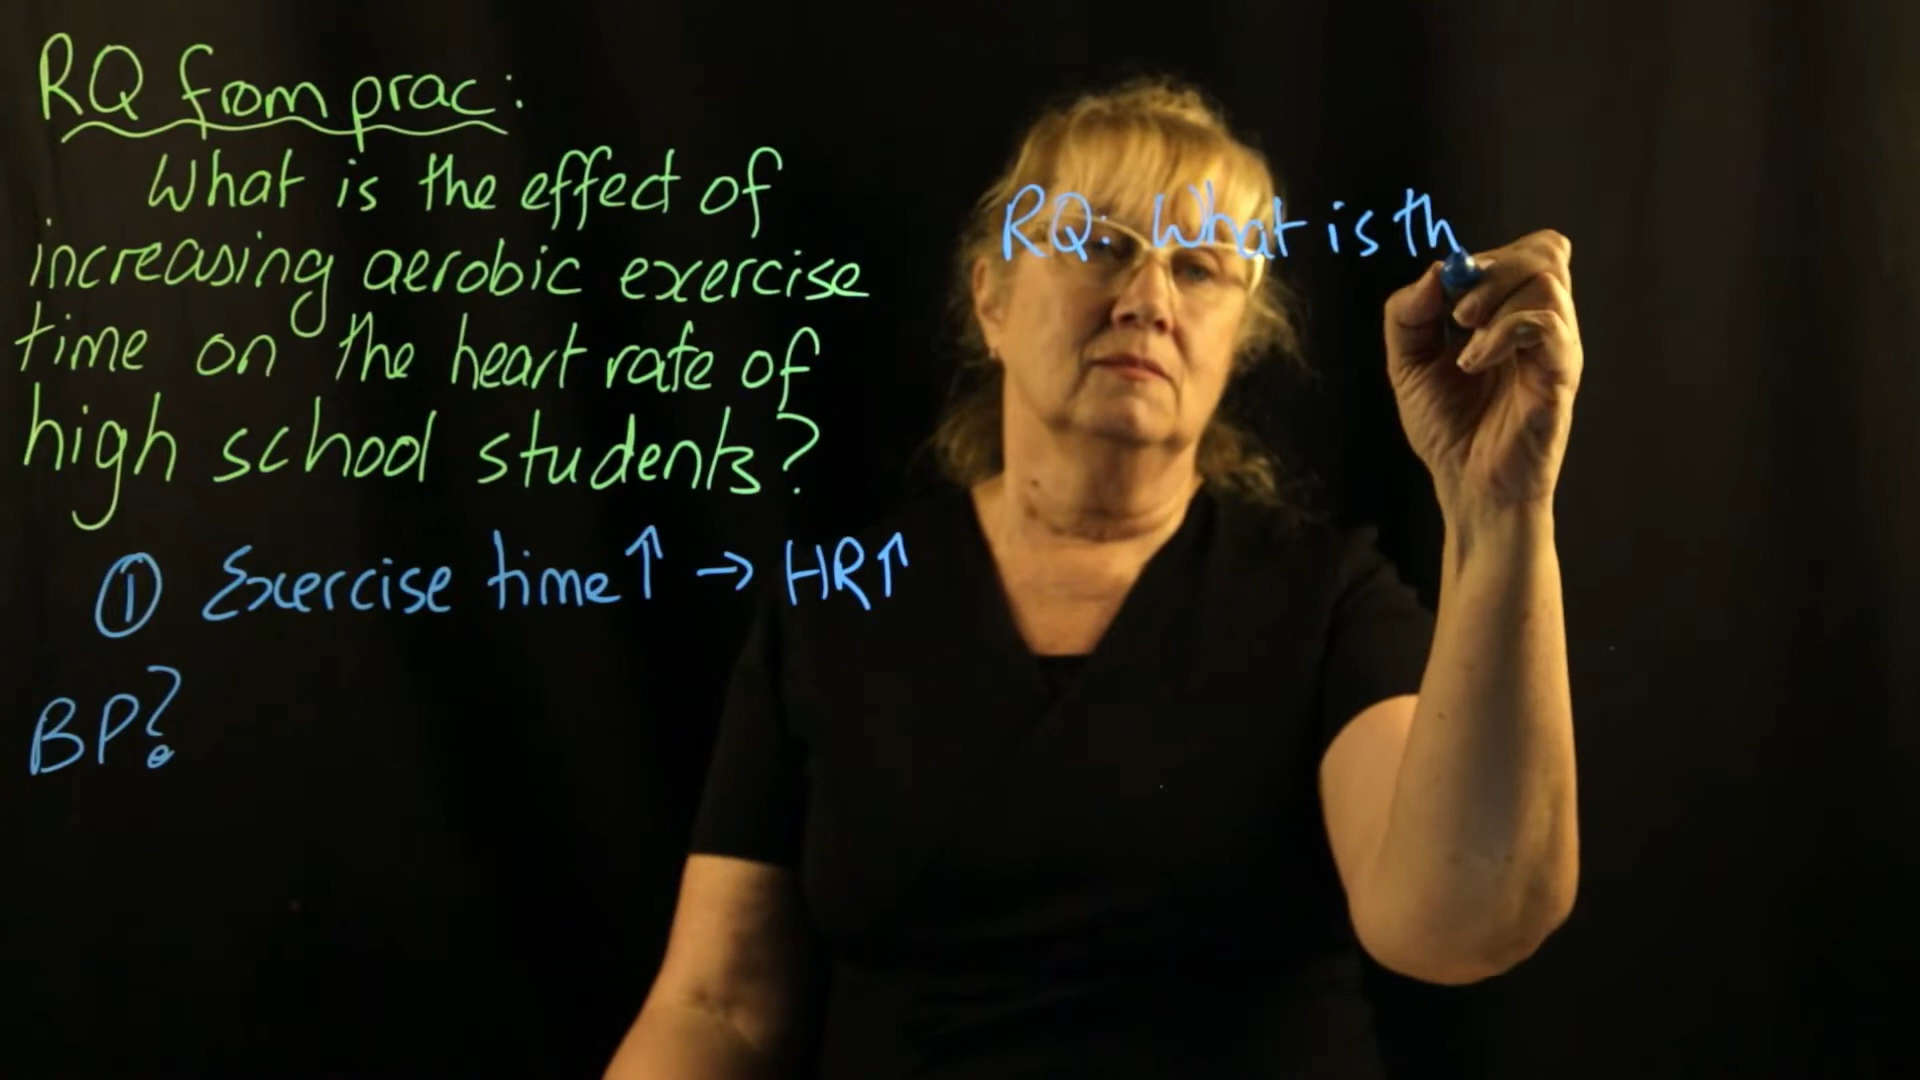 RQ from prac:
What is the effect of
increasing aerobic exercise
time on the heart rate of
high school students?
① Exercise time ↑ → HR↑
BP?
RQ: What is th